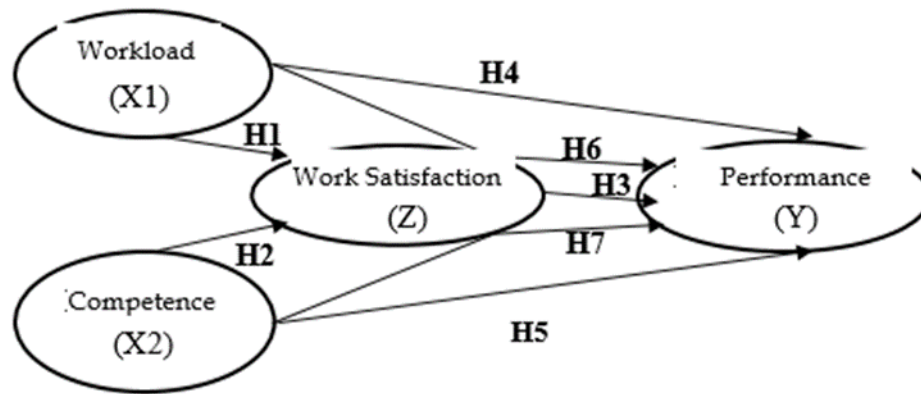 Workload
(X1)
H4
H1
H6
Work Satisfaction
(Z)
H3
Performance
(Y)
H2
H7
Competence
(X2)
H5